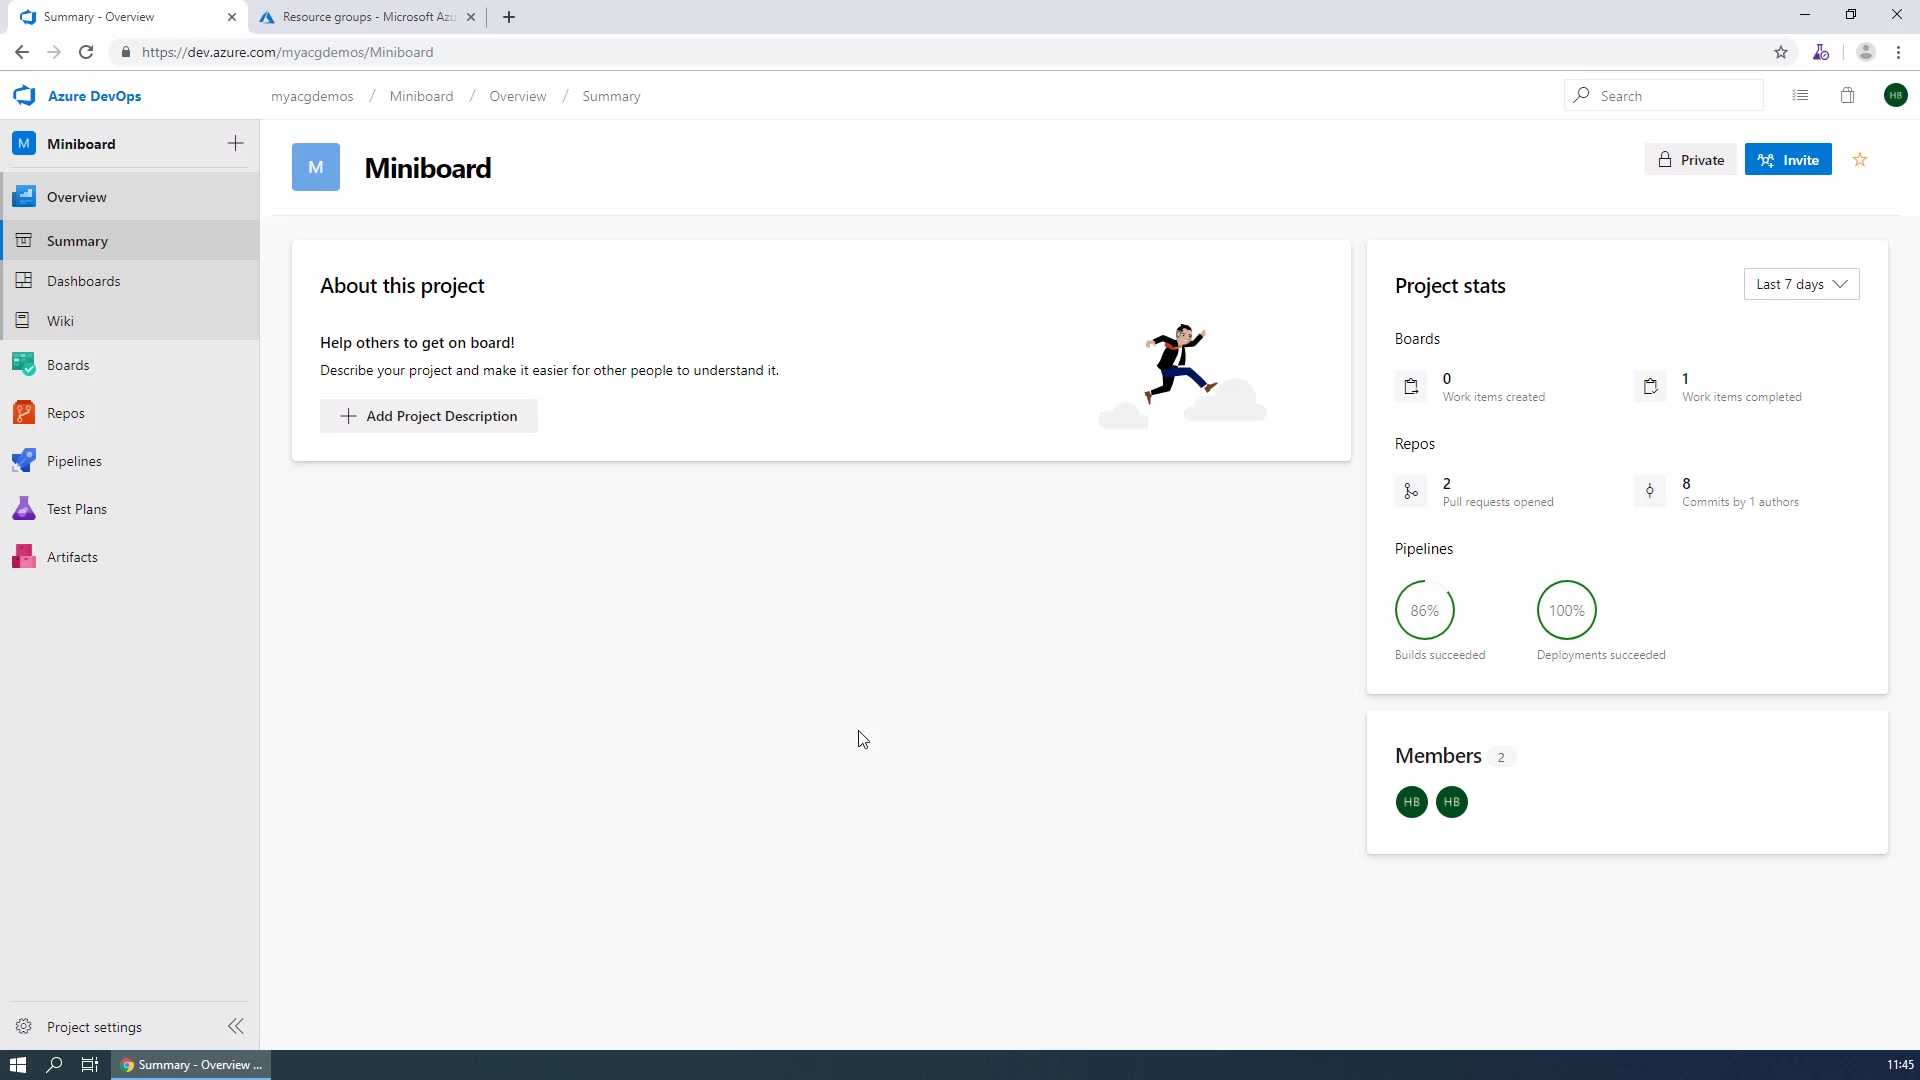 Summary - Overview
Resource groups - Microsoft Azu
https://dev.azure.com/myacgdemos/Miniboard
Azure DevOps
myacgdemos / Miniboard / Overview / Summary
Search
HB
M Miniboard
Overview
Summary
Dashboards
Wiki
Boards
Repos
Pipelines
Test Plans
Artifacts
Project settings
M
Miniboard
Private
Invite
About this project
Help others to get on board!
Describe your project and make it easier for other people to understand it.
Add Project Description
Project stats
Last 7 days
Boards
0
Work items created
1
Work items completed
Repos
2
Pull requests opened
8
Commits by 1 authors
Pipelines
86%
Builds succeeded
100%
Deployments succeeded
Members 2
HB HB
Summary - Overview ...
11:45